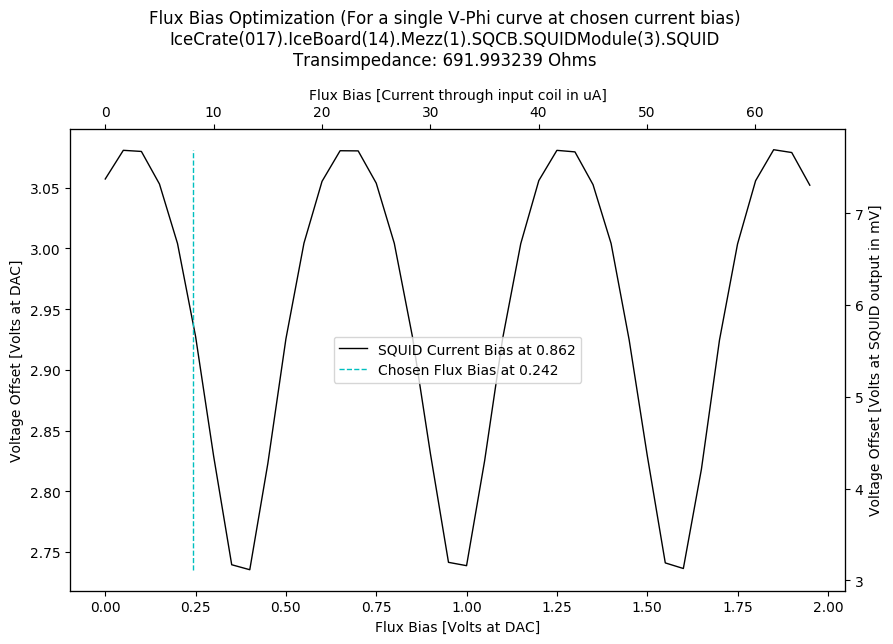 Flux Bias Optimization (For a single V-Phi curve at chosen current bias)
IceCrate(017).IceBoard(14).Mezz(1).SQCB.SQUIDModule(3).SQUID
Transimpedance: 691.993239 Ohms
Flux Bias [Current through input coil in uA]
0 10 20 30 40 50 60
Voltage Offset [Volts at DAC]
3.05
3.00
2.95
2.90
2.85
2.80
2.75
SQUID Current Bias at 0.862
Chosen Flux Bias at 0.242
7
6
5
4
3
Voltage Offset [Volts at SQUID output in mV]
0.00 0.25 0.50 0.75 1.00 1.25 1.50 1.75 2.00
Flux Bias [Volts at DAC]